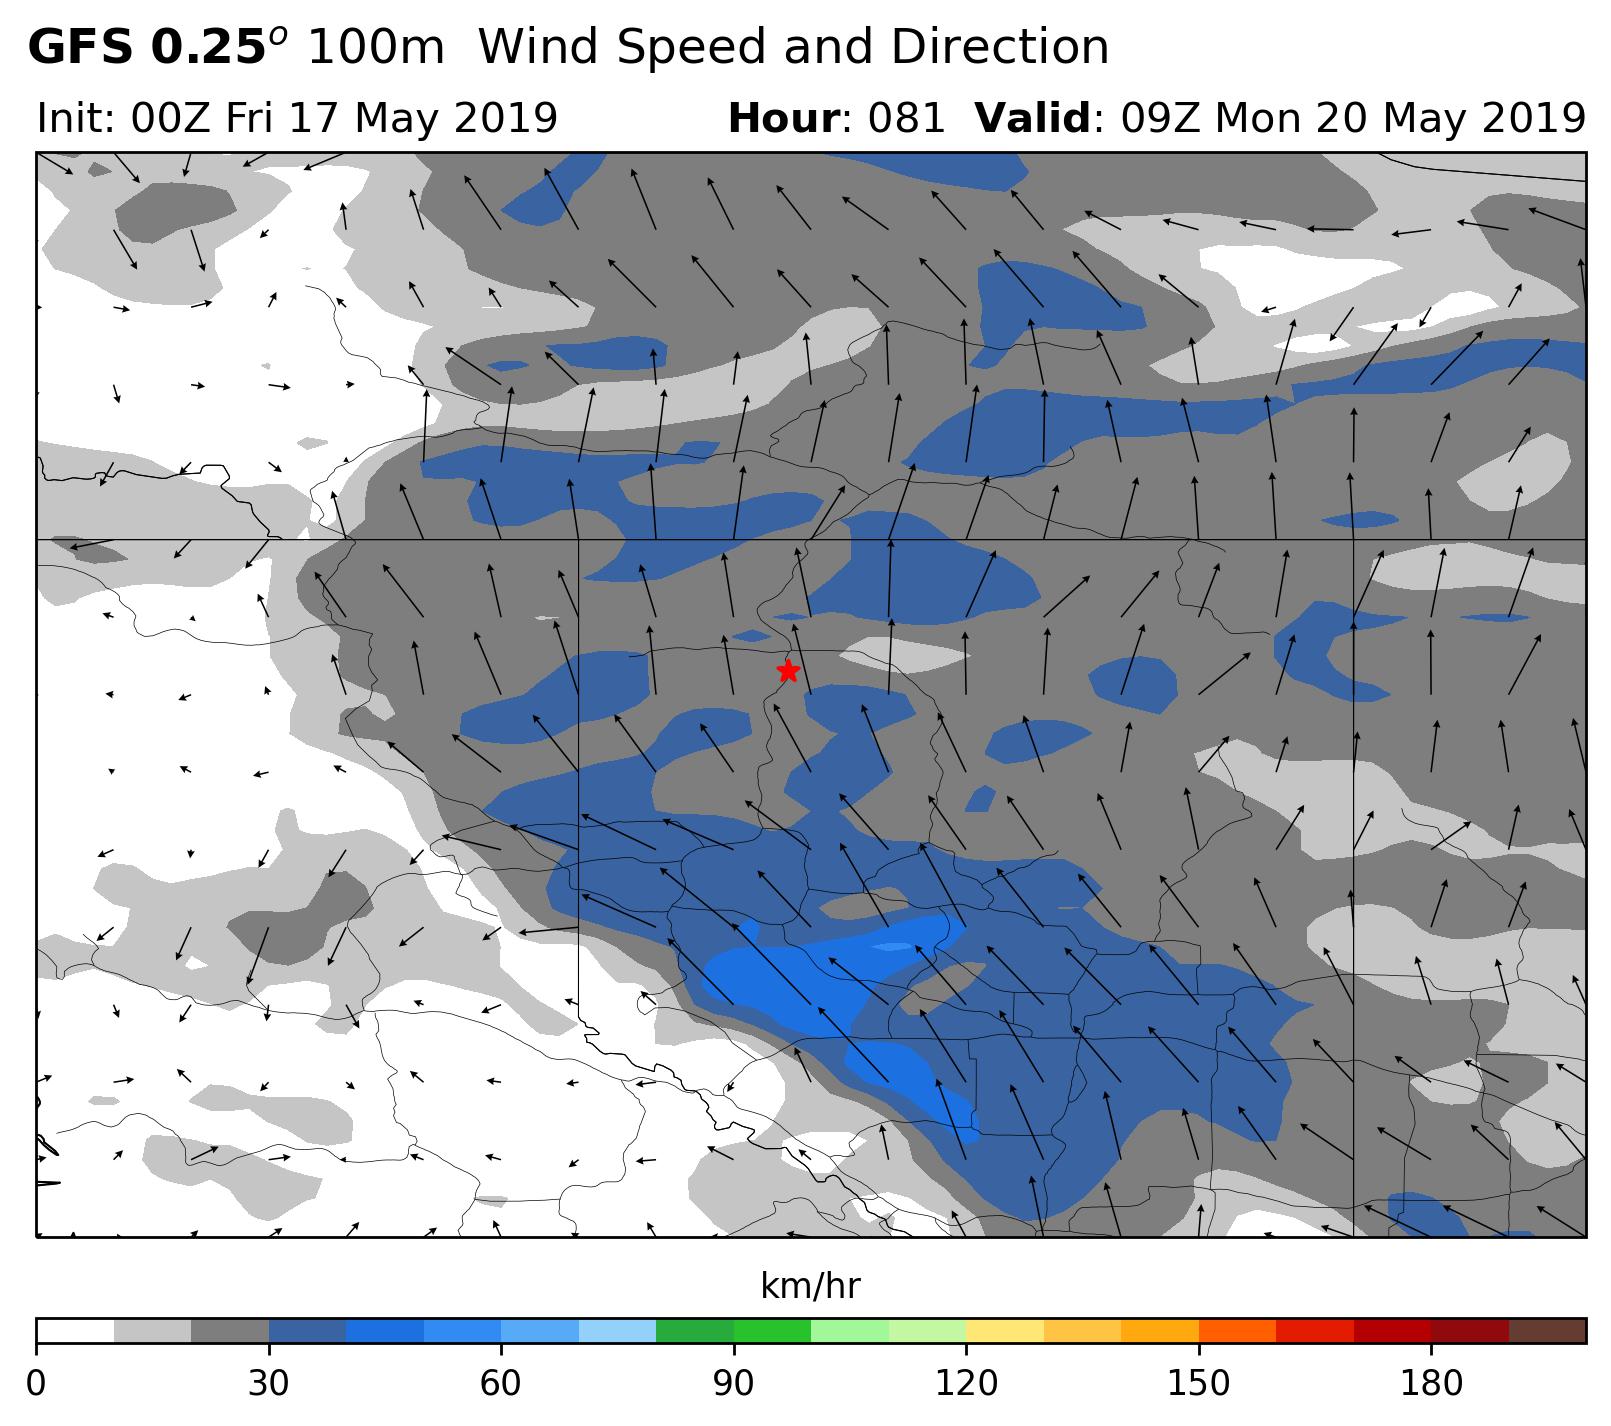 GFS 0.25° 100m  Wind Speed and Direction
Init: 00Z Fri 17 May 2019 Hour: 081 Valid: 09Z Mon 20 May 2019
km/hr
0 30 60 90 120 150 180